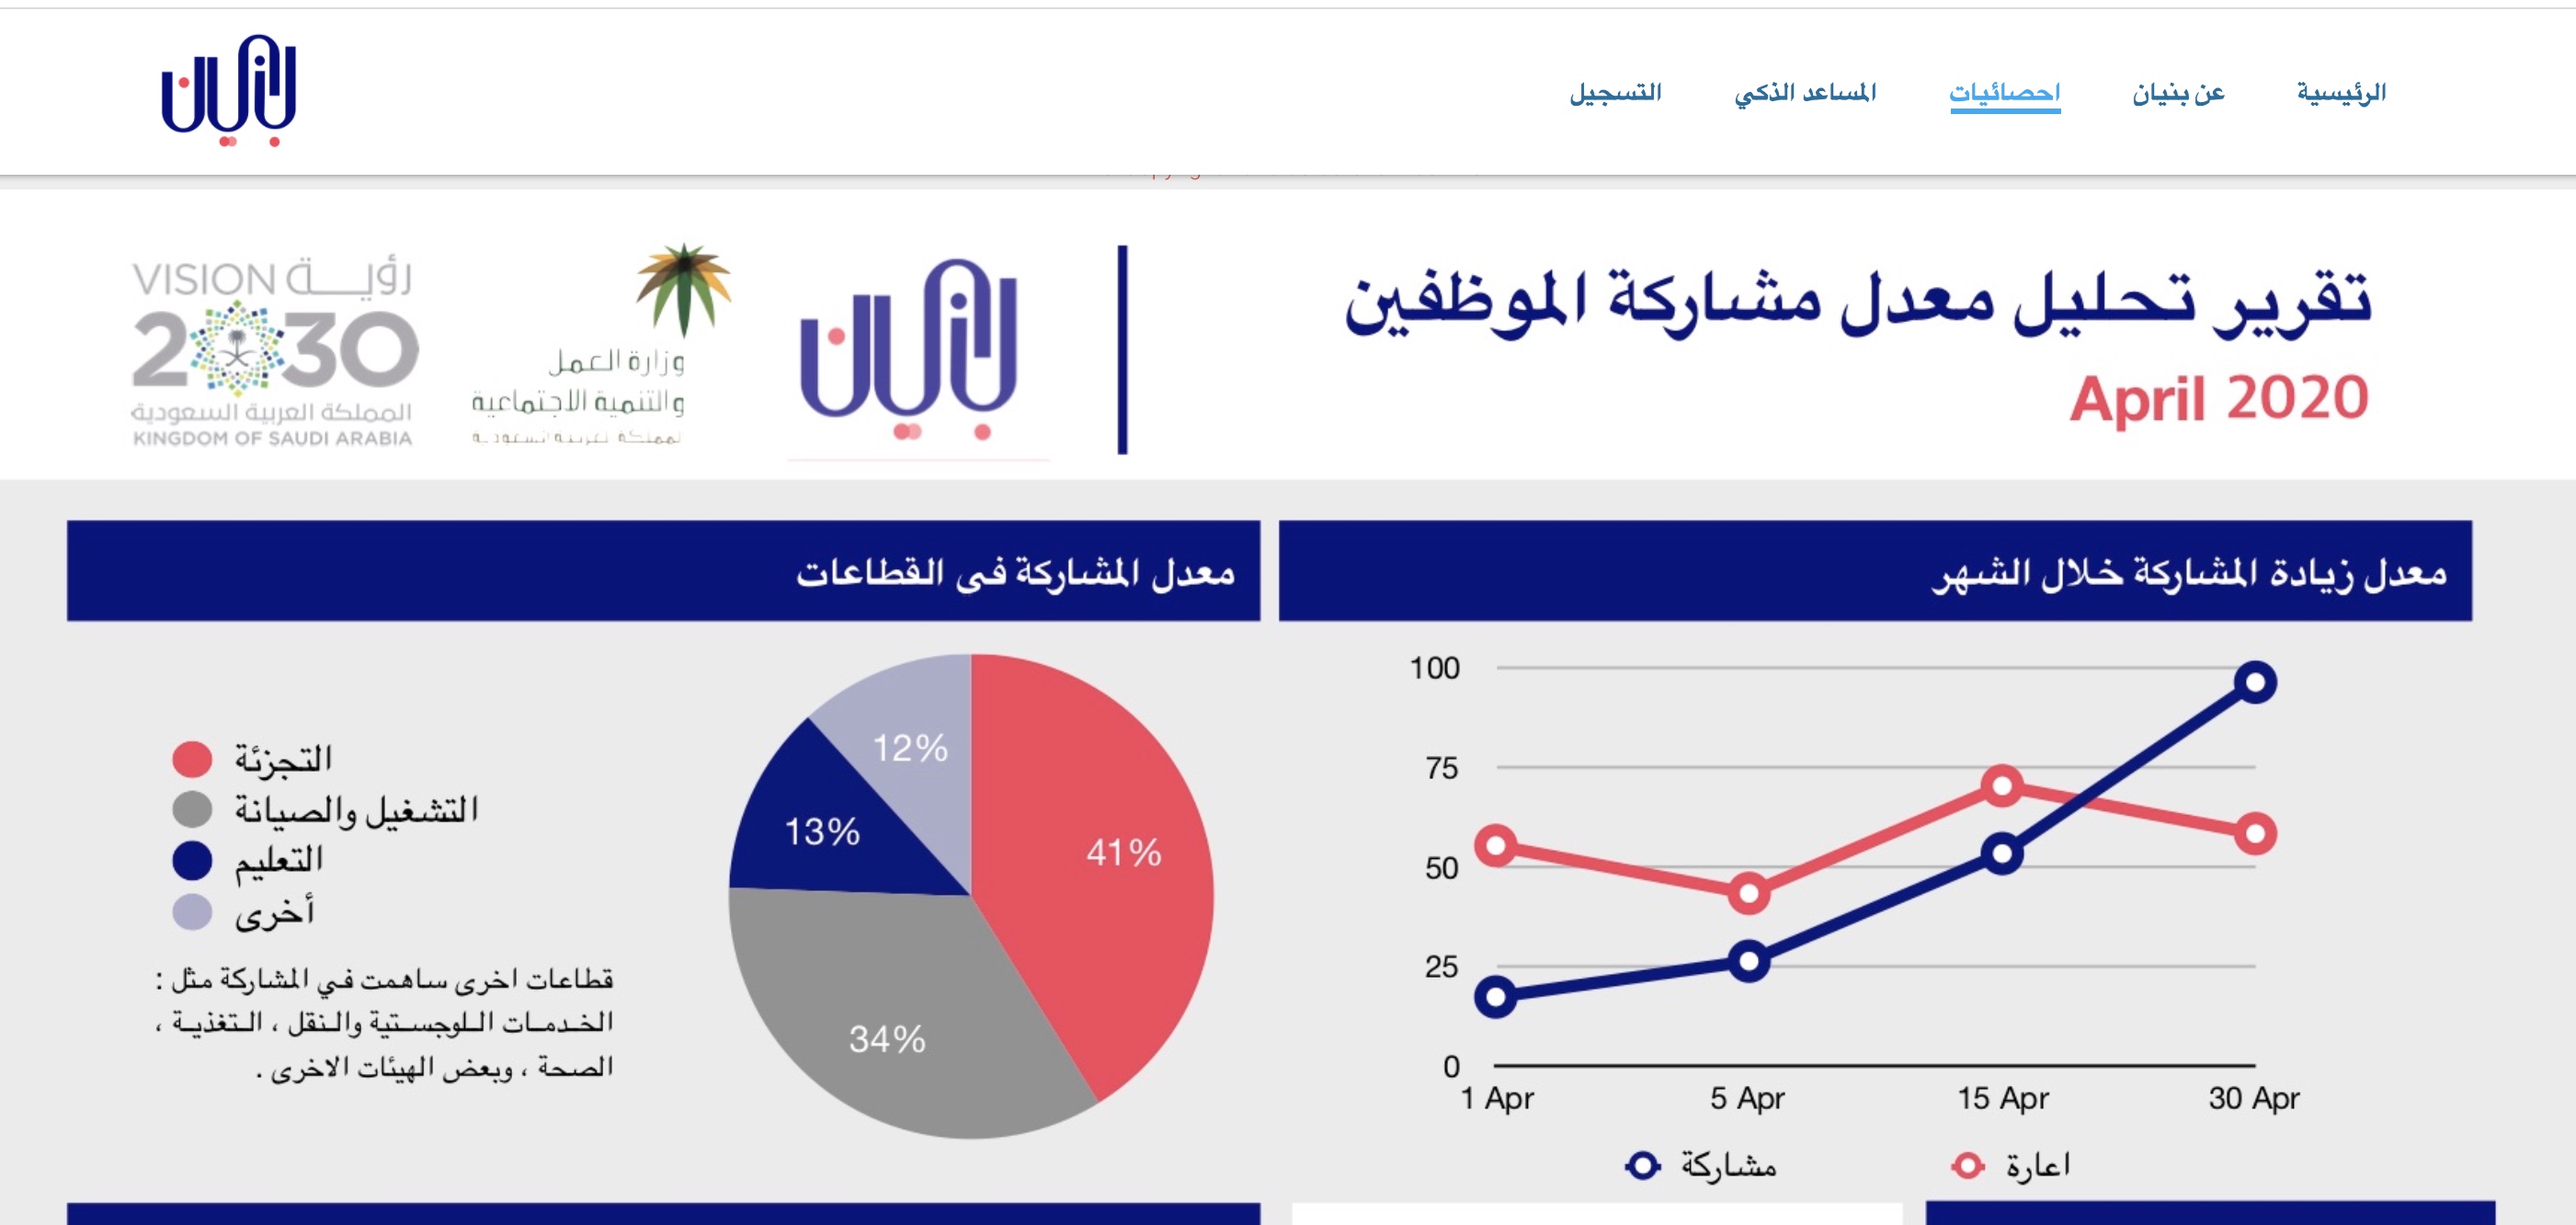 بنيان
الرئيسية
عن بنيان
احصائيات
المساعد الذكي
التسجيل
تقرير تحليل معدل مشاركة الموظفين
April 2020
بنيان
وزارة العمل
والتنمية الاجتماعية
VISION رؤيــة
2030
المملكة العربية السعودية
KINGDOM OF SAUDI ARABIA
معدل زيادة المشاركة خلال الشهر
100
75
50
25
0
1 Apr
5 Apr
15 Apr
30 Apr
اعارة
مشاركة
معدل المشاركة فى القطاعات
41%
34%
13%
12%
التجزئة
التشغيل والصيانة
التعليم
أخرى
قطاعات اخرى ساهمت في المشاركة مثل :
الخدمات اللوجستية والنقل ، التغذية ،
الصحة ، وبعض الهيئات الاخرى .